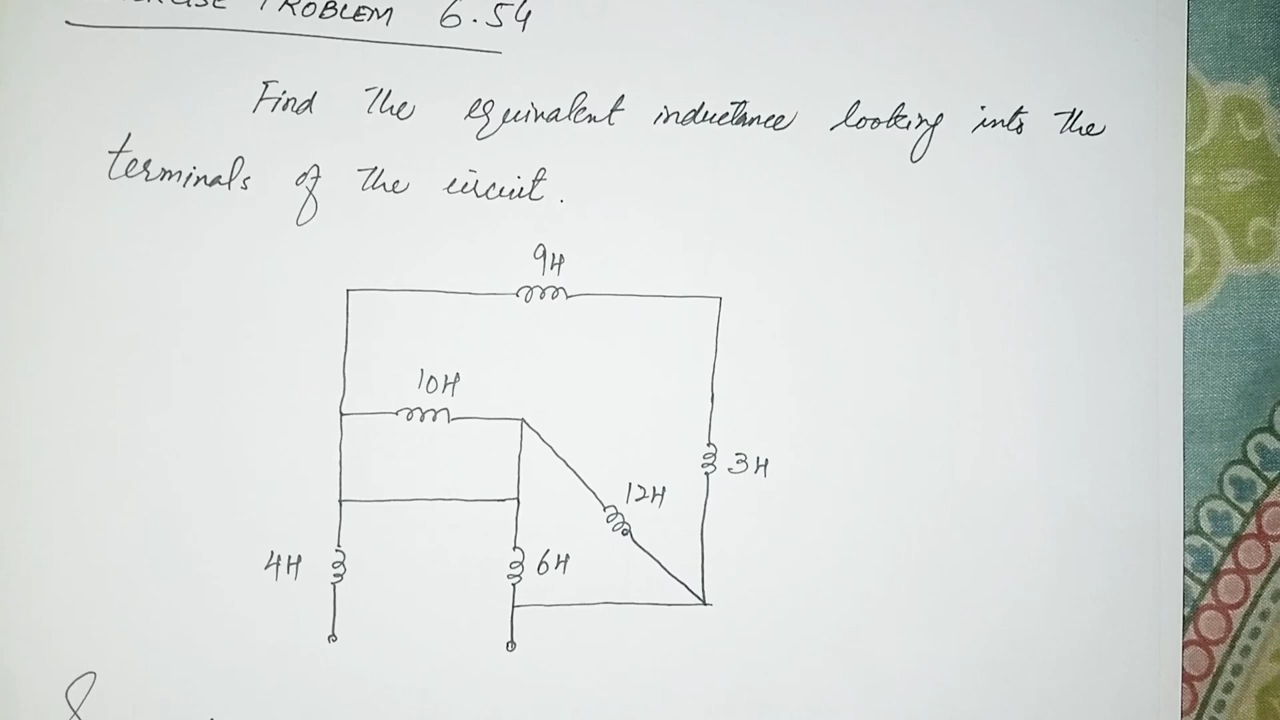 PROBLEM 6.54
Find the equivalent inductance looking into the
terminals of the circuit.
9H
10H
3H
12H
4H
6H